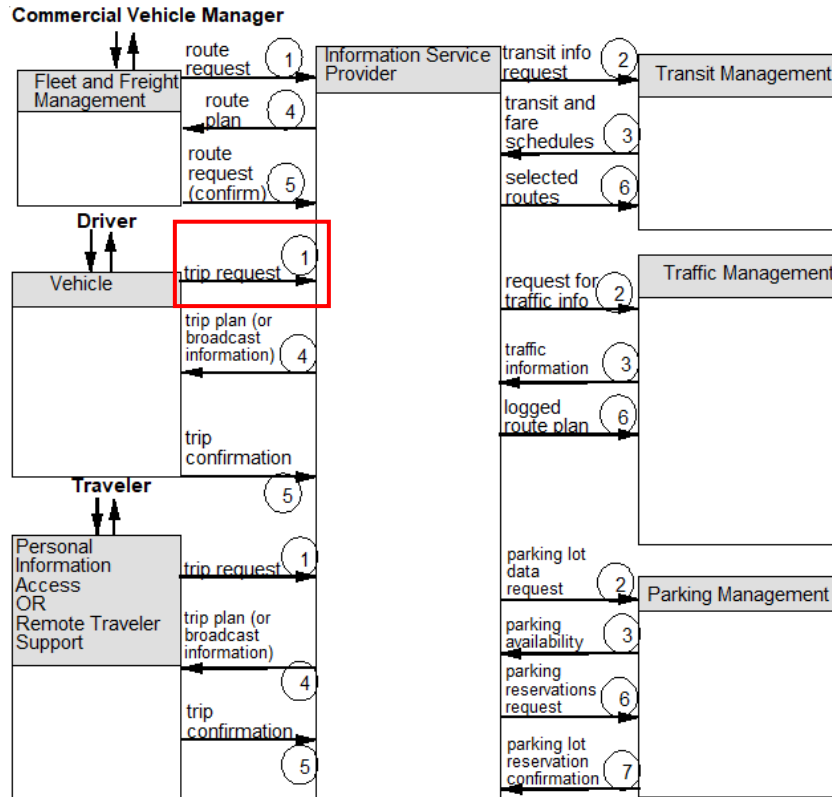 Commercial Vehicle Manager
route
request
1
Fleet and Freight
Management
route
plan
4
route
request
(confirm)
5
Driver
Vehicle
trip request
1
trip plan (or
broadcast
information)
4
trip
confirmation
5
Traveler
Personal
Information
Access
OR
Remote Traveler
Support
trip request
1
trip plan (or
broadcast
information)
4
trip
confirmation
5
Information Service
Provider
transit info
request
2
Transit Management
transit and
fare
schedules
3
selected
routes
6
request for
traffic info
2
Traffic Management
traffic
information
3
logged
route plan
6
parking lot
data
request
2
Parking Management
parking
availability
3
parking
reservations
request
6
parking lot
reservation
confirmation
7